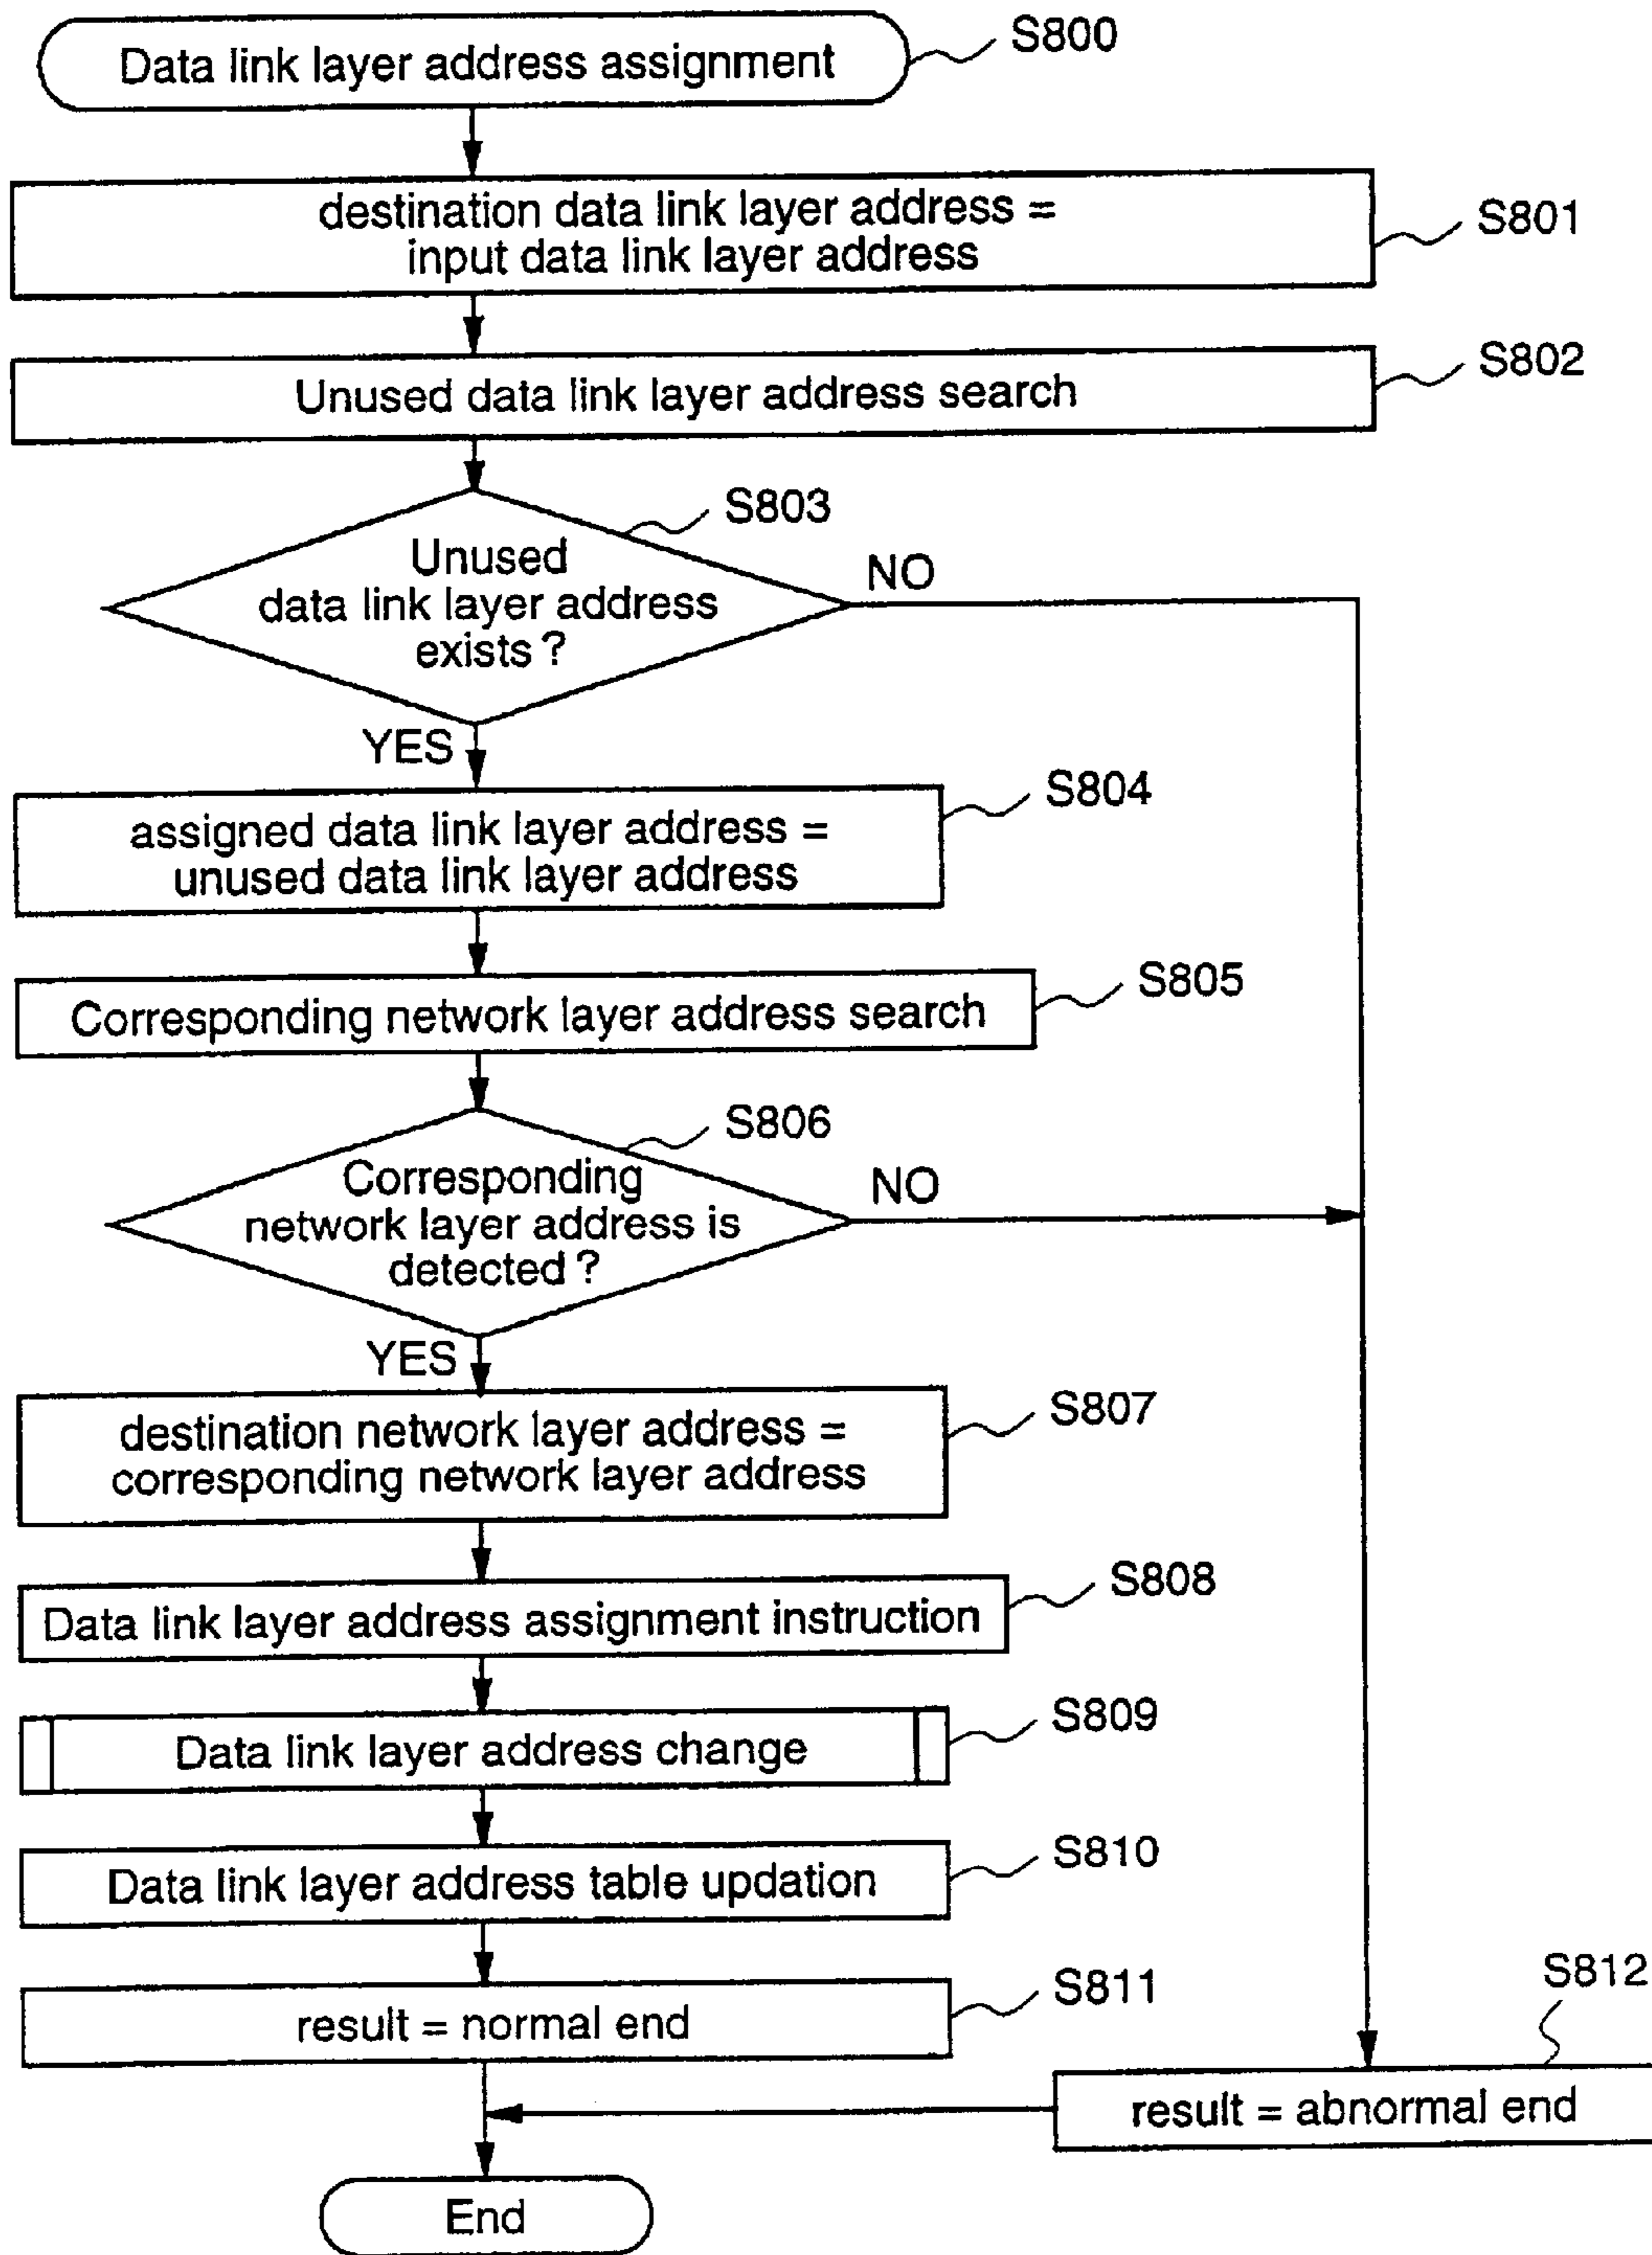 Data link layer address assignment
S800
destination data link layer address =
input data link layer address
S801
Unused data link layer address search
S802
S803
Unused
data link layer address
exists ?
NO
YES
assigned data link layer address =
unused data link layer address
S804
Corresponding network layer address search
S805
S806
Corresponding
network layer address is
detected ?
NO
YES
destination network layer address =
corresponding network layer address
S807
Data link layer address assignment instruction
S808
Data link layer address change
S809
Data link layer address table updation
S810
result = normal end
S811
S812
result = abnormal end
End